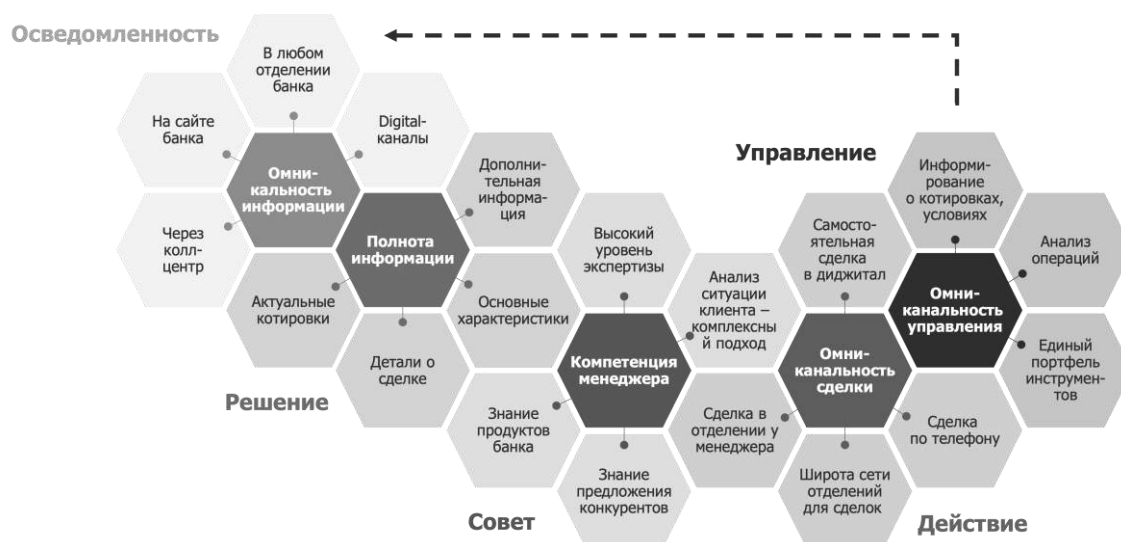 Осведомленность
В любом
отделении
банка
На сайте
банка
Digital-
каналы
Омни-
кальность
информации
Через
колл-
центр
Дополни-
тельная
информа-
ция
Полнота
информации
Актуальные
котировки
Основные
характеристики
Детали о
сделке
Решение
Высокий
уровень
экспертизы
Анализ
ситуации
клиента –
комплексны
й подход
Компетенция
менеджера
Знание
продуктов
банка
Знание
предложения
конкурентов
Совет
Управление
Самосто-
ятельная
сделка
в диджитал
Омни-
канальность
сделки
Сделка в
отделении у
менеджера
Широта сети
отделений
для сделок
Сделка
по телефону
Действие
Информи-
рование
о котировках,
условиях
Анализ
операций
Омни-
канальность
управления
Единый
портфель
инструмен-
тов